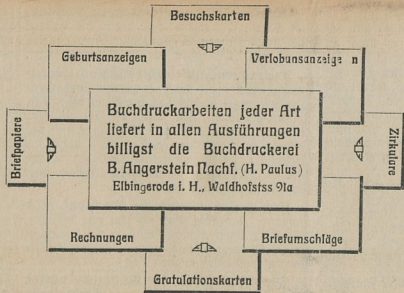 Besuchskarten
Geburtsanzeigen
Verlobunsanzeige n
Briefpapiere
Buchdruckarbeiten jeder Art
liefert in allen Ausführungen
billigst die Buchdruckerei
B. Angerstein Nachf. (H. Paulus)
Elbingerode i. H., Waldhofstss 91a
Zirkulare
Rechnungen
Briefumschläge
Gratulationskarten